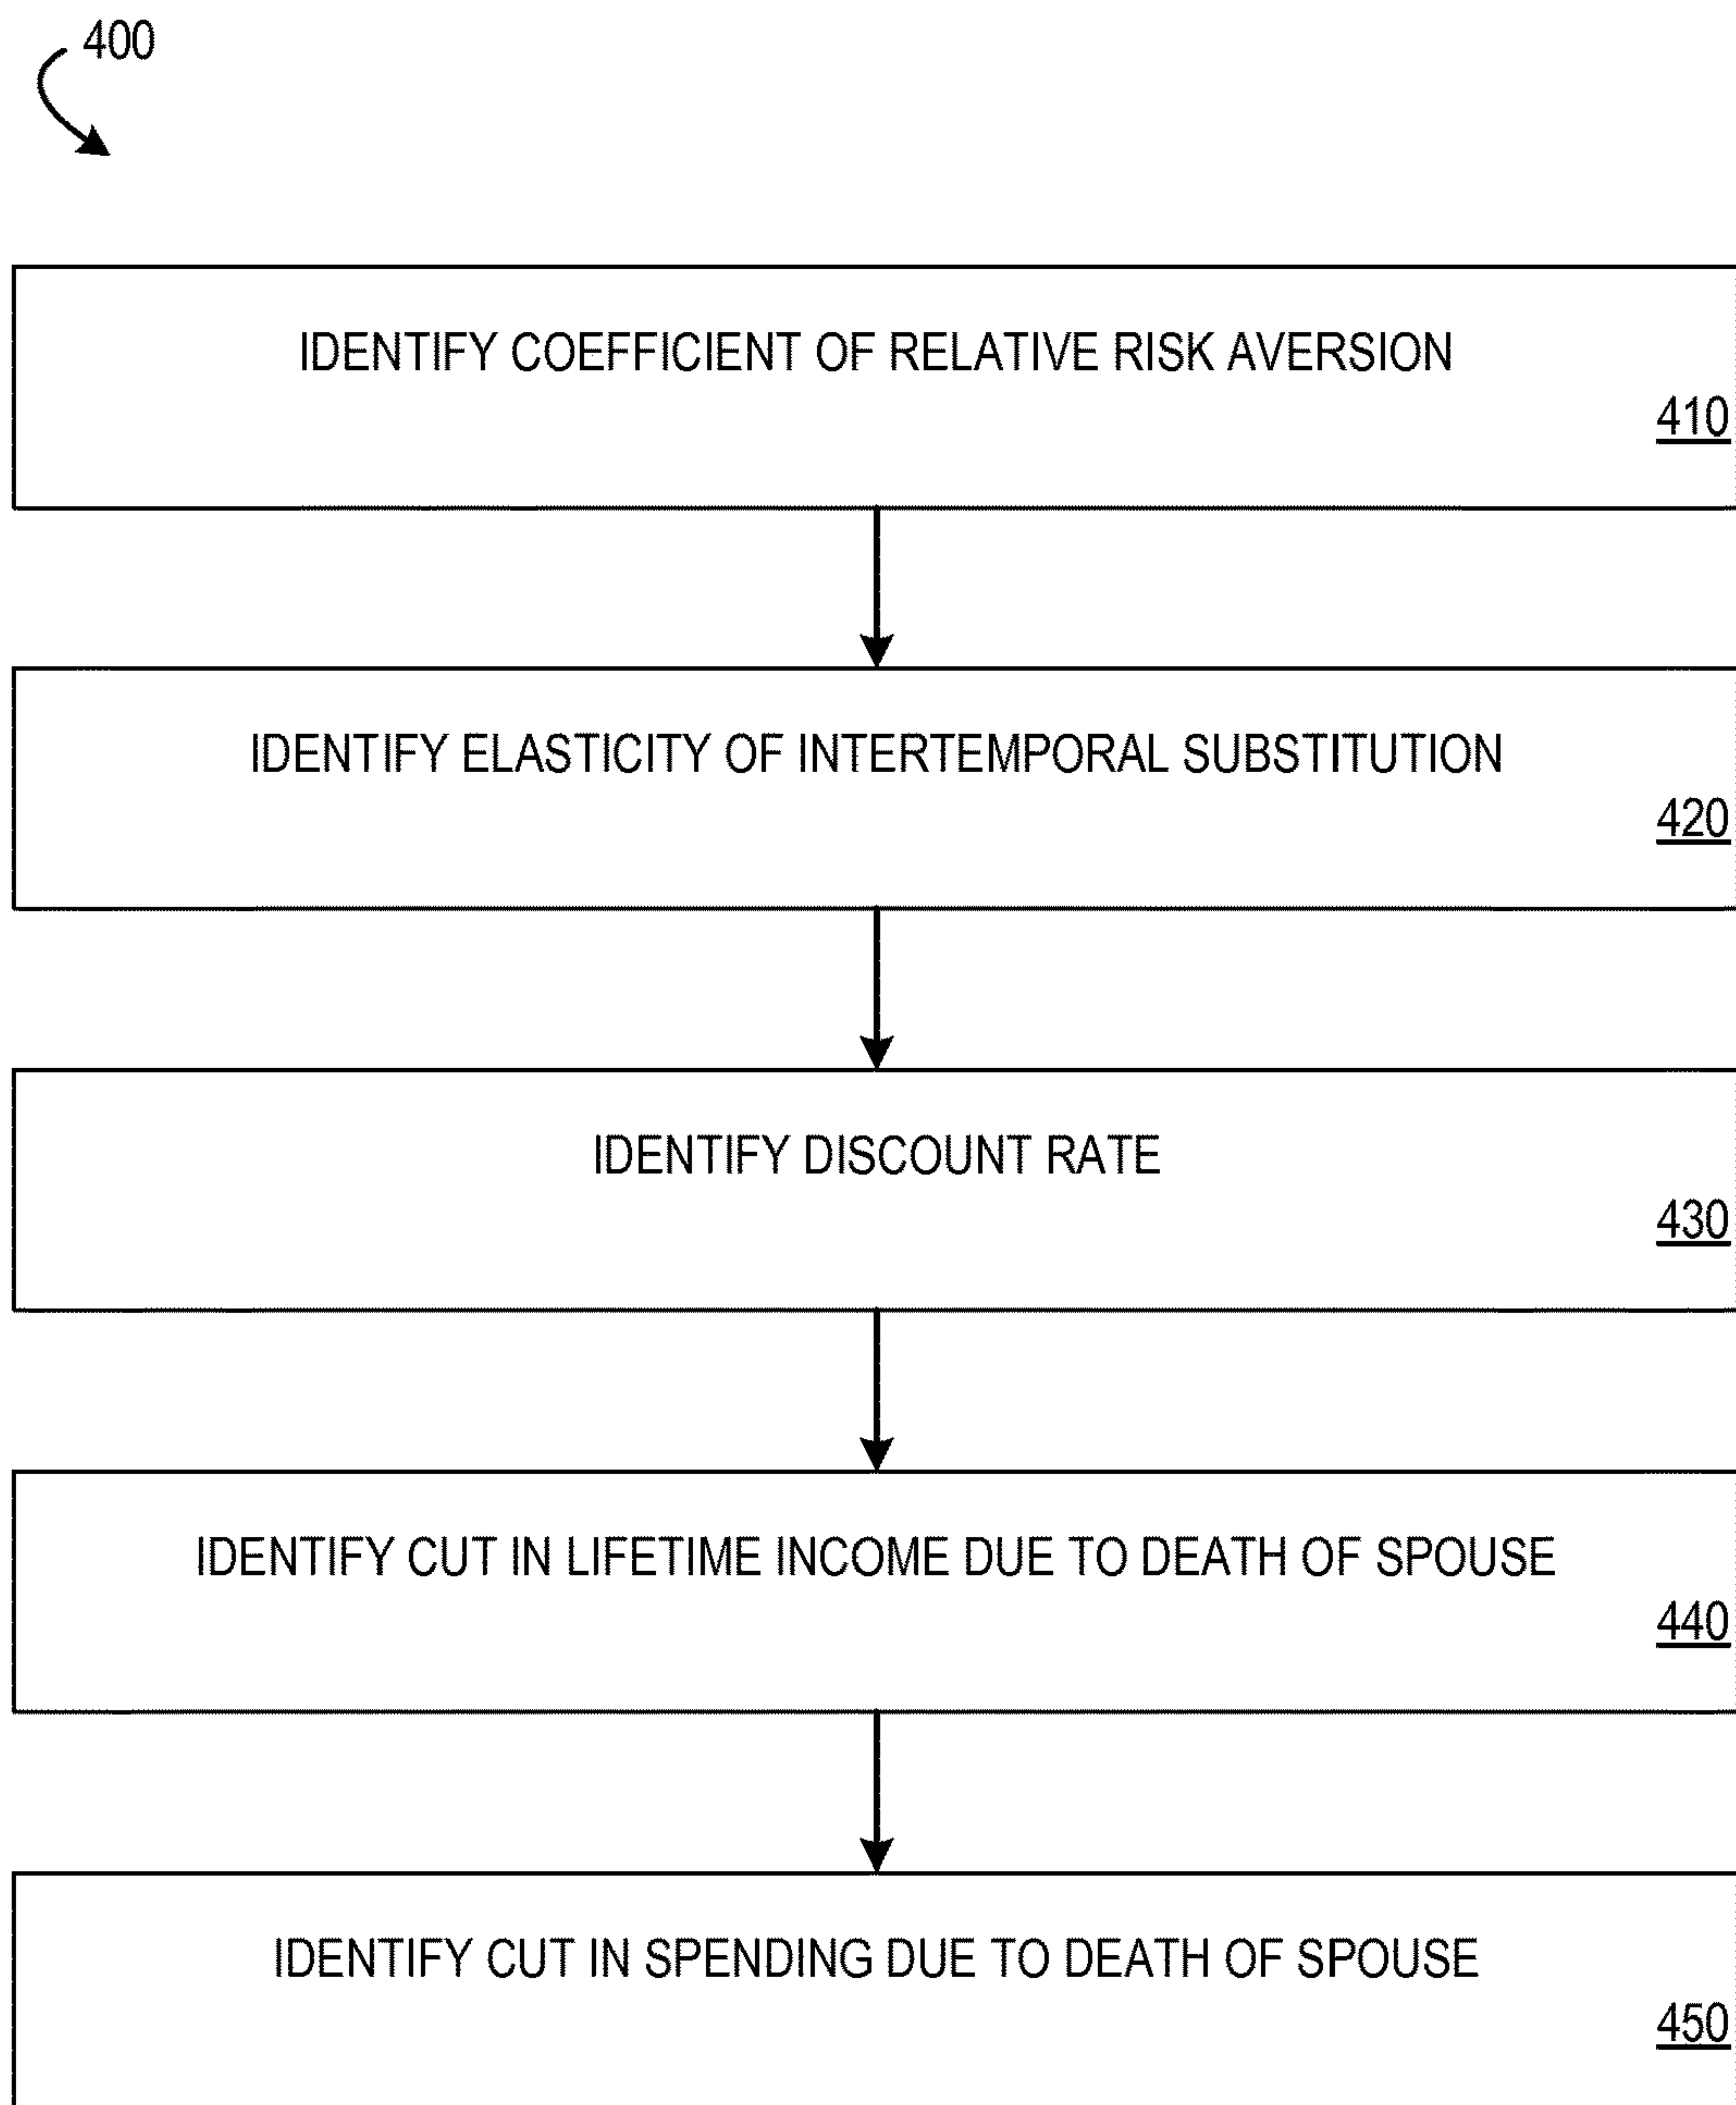 400
IDENTIFY COEFFICIENT OF RELATIVE RISK AVERSION
410
IDENTIFY ELASTICITY OF INTERTEMPORAL SUBSTITUTION
420
IDENTIFY DISCOUNT RATE
430
IDENTIFY CUT IN LIFETIME INCOME DUE TO DEATH OF SPOUSE
440
IDENTIFY CUT IN SPENDING DUE TO DEATH OF SPOUSE
450